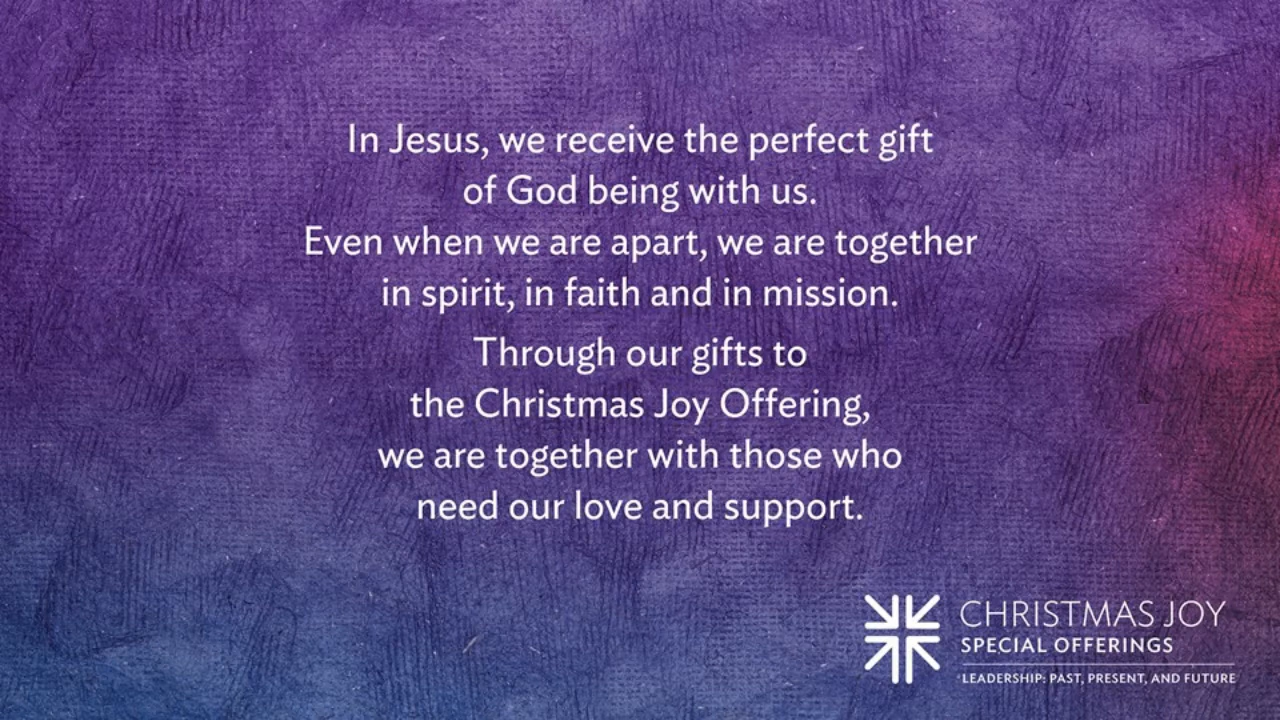 In Jesus, we receive the perfect gift
of God being with us.
Even when we are apart, we are together
in spirit, in faith and in mission.
Through our gifts to
the Christmas Joy Offering,
we are together with those who
need our love and support.
CHRISTMAS JOY
SPECIAL OFFERINGS
LEADERSHIP: PAST, PRESENT, AND FUTURE